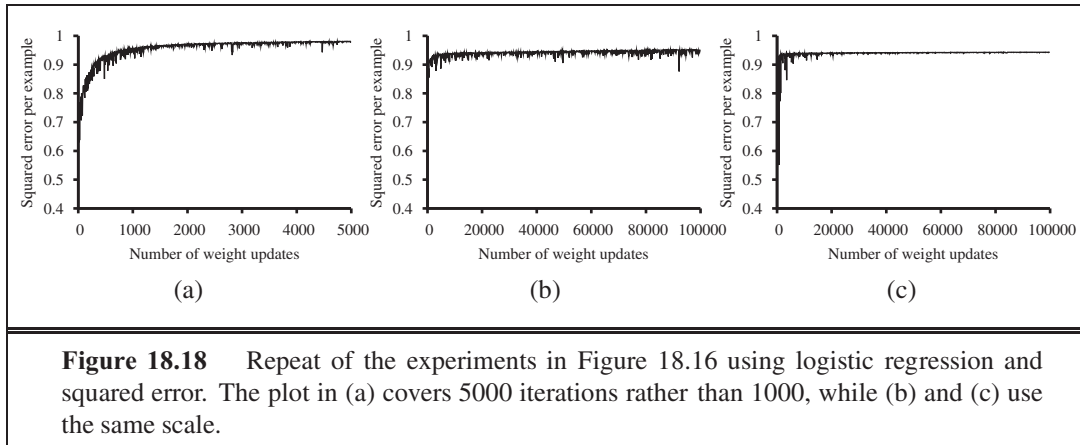 Squared error per example
1
0.9
0.8
0.7
0.6
0.5
0.4
0 1000 2000 3000 4000 5000
Number of weight updates
(a)
Squared error per example
1
0.9
0.8
0.7
0.6
0.5
0.4
0 20000 40000 60000 80000 100000
Number of weight updates
(b)
Squared error per example
1
0.9
0.8
0.7
0.6
0.5
0.4
0 20000 40000 60000 80000 100000
Number of weight updates
(c)
Figure 18.18 Repeat of the experiments in Figure 18.16 using logistic regression and
squared error. The plot in (a) covers 5000 iterations rather than 1000, while (b) and (c) use
the same scale.